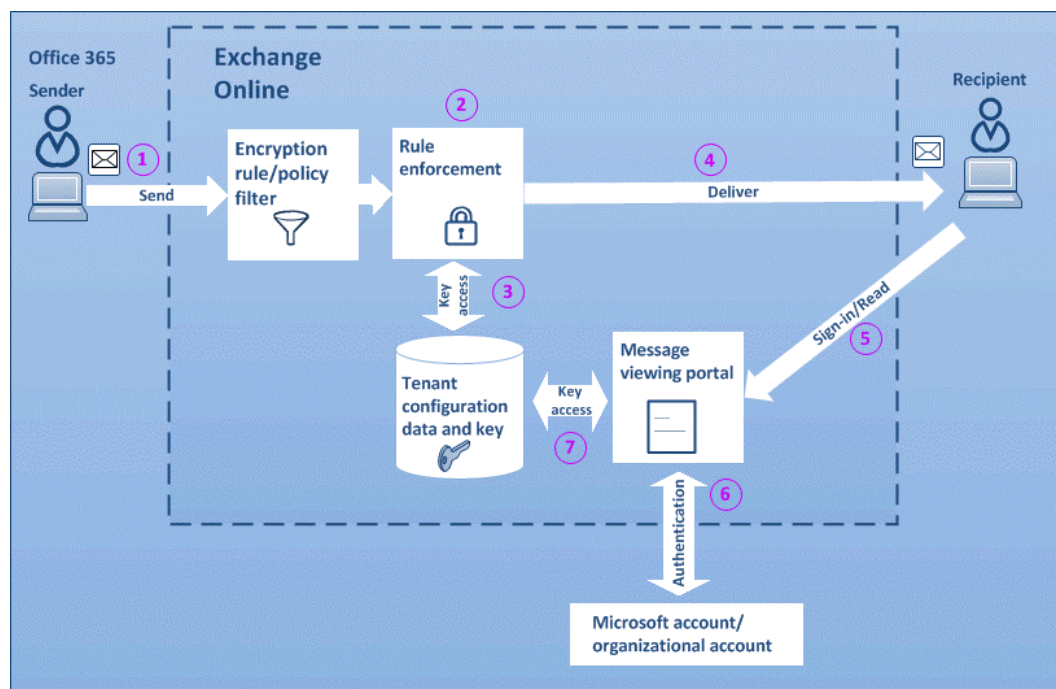 Office 365
Sender
1
Send
Exchange
Online
Encryption
rule/policy
filter
2
Rule
enforcement
4
Deliver
Recipient
Key
access
3
Sign-in/Read
5
Tenant
configuration
data and key
Key
access
7
Message
viewing portal
Authentication
6
Microsoft account/
organizational account